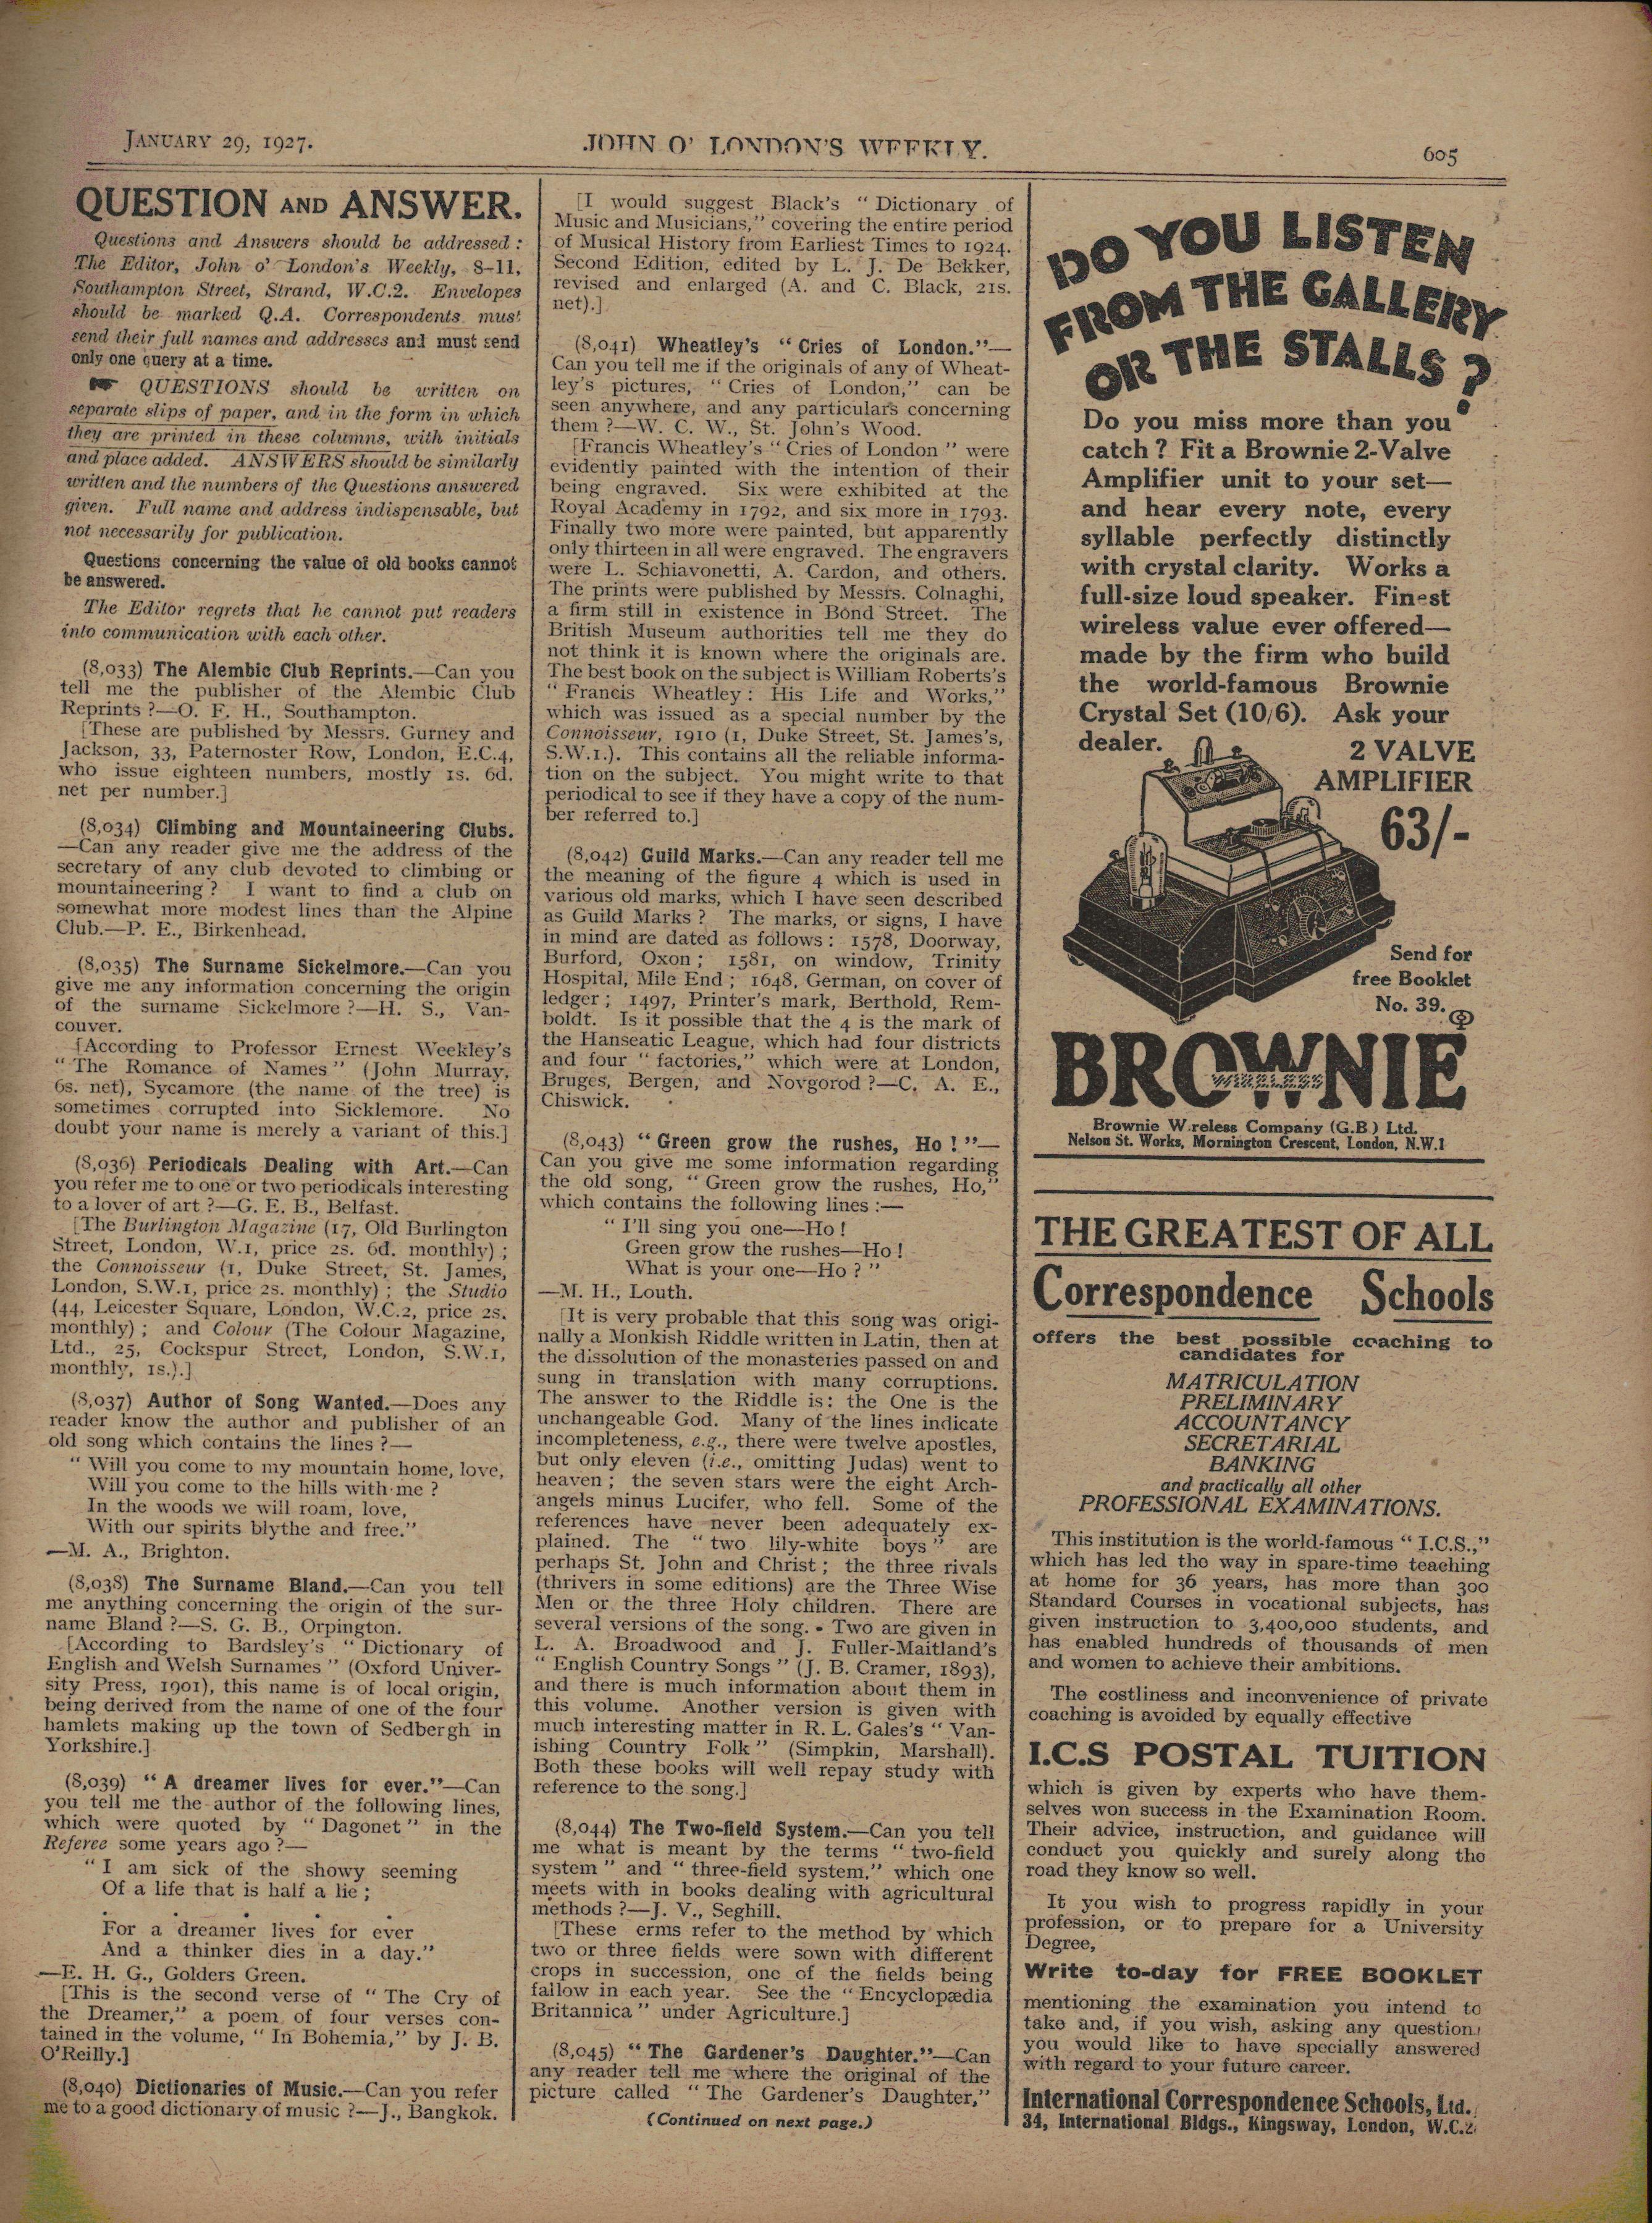 JANUARY 29, 1927.
JOHN O' LONDON'S WEEKLY.
605
QUESTION AND ANSWER.
Questions and Answers should be addressed:
The Editor, John o' London's Weekly, 8-11,
Southampton Street, Strand, W.C.2. Envelopes
should be marked Q.A. Correspondents must
send their full names and addresses and must send
only one query at a time.
☛ QUESTIONS should be written on
separate slips of paper, and in the form in which
they are printed in these columns, with initials
and place added. ANSWERS should be similarly
written and the numbers of the Questions answered
given. Full name and address indispensable, but
not necessarily for publication.
Questions concerning the value of old books cannot
be answered.
The Editor regrets that he cannot put readers
into communication with each other.
(8,033) The Alembic Club Reprints.—Can you
tell me the publisher of the Alembic Club
Reprints ?—O. F. H., Southampton.
[These are published by Messrs. Gurney and
Jackson, 33, Paternoster Row, London, E.C.4,
who issue eighteen numbers, mostly 1s. 6d.
net per number.]
(8,034) Climbing and Mountaineering Clubs.
—Can any reader give me the address of the
secretary of any club devoted to climbing or
mountaineering ? I want to find a club on
somewhat more modest lines than the Alpine
Club.—P. E., Birkenhead.
(8,035) The Surname Sickelmore.—Can you
give me any information concerning the origin
of the surname Sickelmore ?—H. S., Van-
couver.
[According to Professor Ernest Weekley's
"The Romance of Names" (John Murray,
6s. net), Sycamore (the name of the tree) is
sometimes corrupted into Sicklemore. No
doubt your name is merely a variant of this.]
(8,036) Periodicals Dealing with Art.—Can
you refer me to one or two periodicals interesting
to a lover of art ?—G. E. B., Belfast.
[The Burlington Magazine (17, Old Burlington
Street, London, W.1, price 2s. 6d. monthly) ;
the Connoisseur (1, Duke Street, St. James,
London, S.W.1, price 2s. monthly) ; the Studio
(44, Leicester Square, London, W.C.2, price 2s.
monthly) ; and Colour (The Colour Magazine,
Ltd., 25, Cockspur Street, London, S.W.1,
monthly, 1s.).]
(8,037) Author of Song Wanted.—Does any
reader know the author and publisher of an
old song which contains the lines ?—
"Will you come to my mountain home, love,
Will you come to the hills with me ?
In the woods we will roam, love,
With our spirits blythe and free."
—M. A., Brighton.
(8,038) The Surname Bland.—Can you tell
me anything concerning the origin of the sur-
name Bland ?—S. G. B., Orpington.
[According to Bardsley's "Dictionary of
English and Welsh Surnames" (Oxford Univer-
sity Press, 1901), this name is of local origin,
being derived from the name of one of the four
hamlets making up the town of Sedbergh in
Yorkshire.]
(8,039) "A dreamer lives for ever."—Can
you tell me the author of the following lines,
which were quoted by "Dagonet" in the
Referee some years ago ?—
"I am sick of the showy seeming
Of a life that is half a lie ;
. . . . .
For a dreamer lives for ever
And a thinker dies in a day."
—E. H. G., Golders Green.
[This is the second verse of "The Cry of
the Dreamer," a poem of four verses con-
tained in the volume, "In Bohemia," by J. B.
O'Reilly.]
(8,040) Dictionaries of Music.—Can you refer
me to a good dictionary of music ?—J., Bangkok.
[I would suggest Black's "Dictionary of
Music and Musicians," covering the entire period
of Musical History from Earliest Times to 1924.
Second Edition, edited by L. J. De Bekker,
revised and enlarged (A. and C. Black, 21s.
net).]
(8,041) Wheatley's "Cries of London."—
Can you tell me if the originals of any of Wheat-
ley's pictures, "Cries of London," can be
seen anywhere, and any particulars concerning
them ?—W. C. W., St. John's Wood.
[Francis Wheatley's "Cries of London" were
evidently painted with the intention of their
being engraved. Six were exhibited at the
Royal Academy in 1792, and six more in 1793.
Finally two more were painted, but apparently
only thirteen in all were engraved. The engravers
were L. Schiavonetti, A. Cardon, and others.
The prints were published by Messrs. Colnaghi,
a firm still in existence in Bond Street. The
British Museum authorities tell me they do
not think it is known where the originals are.
The best book on the subject is William Roberts's
"Francis Wheatley: His Life and Works,"
which was issued as a special number by the
Connoisseur, 1910 (1, Duke Street, St. James's,
S.W.1.). This contains all the reliable informa-
tion on the subject. You might write to that
periodical to see if they have a copy of the num-
ber referred to.]
(8,042) Guild Marks.—Can any reader tell me
the meaning of the figure 4 which is used in
various old marks, which I have seen described
as Guild Marks ? The marks, or signs, I have
in mind are dated as follows: 1578, Doorway,
Burford, Oxon ; 1581, on window, Trinity
Hospital, Mile End ; 1648, German, on cover of
ledger ; 1497, Printer's mark, Berthold, Rem-
boldt. Is it possible that the 4 is the mark of
the Hanseatic League, which had four districts
and four "factories," which were at London,
Bruges, Bergen, and Novgorod ?—C. A. E.,
Chiswick.
(8,043) "Green grow the rushes, Ho !"—
Can you give me some information regarding
the old song, "Green grow the rushes, Ho,"
which contains the following lines :—
"I'll sing you one—Ho !
Green grow the rushes—Ho !
What is your one—Ho ?"
—M. H., Louth.
[It is very probable that this song was origi-
nally a Monkish Riddle written in Latin, then at
the dissolution of the monasteries passed on and
sung in translation with many corruptions.
The answer to the Riddle is: the One is the
unchangeable God. Many of the lines indicate
incompleteness, e.g., there were twelve apostles,
but only eleven (i.e., omitting Judas) went to
heaven ; the seven stars were the eight Arch-
angels minus Lucifer, who fell. Some of the
references have never been adequately ex-
plained. The "two lily-white boys" are
perhaps St. John and Christ ; the three rivals
(thrivers in some editions) are the Three Wise
Men or the three Holy children. There are
several versions of the song. Two are given in
L. A. Broadwood and J. Fuller-Maitland's
"English Country Songs" (J. B. Cramer, 1893),
and there is much information about them in
this volume. Another version is given with
much interesting matter in R. L. Gales's "Van-
ishing Country Folk" (Simpkin, Marshall).
Both these books will well repay study with
reference to the song.]
(8,044) The Two-field System.—Can you tell
me what is meant by the terms "two-field
system" and "three-field system," which one
meets with in books dealing with agricultural
methods ?—J. V., Seghill.
[These erms refer to the method by which
two or three fields were sown with different
crops in succession, one of the fields being
fallow in each year. See the "Encyclopædia
Britannica" under Agriculture.]
(8,045) "The Gardener's Daughter."—Can
any reader tell me where the original of the
picture called "The Gardener's Daughter,"
(Continued on next page.)
DO YOU LISTEN
FROM THE GALLERY
OR THE STALLS ?
Do you miss more than you
catch ? Fit a Brownie 2-Valve
Amplifier unit to your set—
and hear every note, every
syllable perfectly distinctly
with crystal clarity. Works a
full-size loud speaker. Finest
wireless value ever offered—
made by the firm who build
the world-famous Brownie
Crystal Set (10/6). Ask your
dealer.
2 VALVE
AMPLIFIER
63/-
Send for
free Booklet
No. 39.
BROWNIE
WIRELESS
Brownie W reless Company (G.B.) Ltd.
Nelson St. Works, Mornington Crescent, London, N.W.1
THE GREATEST OF ALL
Correspondence Schools
offers the best possible coaching to
candidates for
MATRICULATION
PRELIMINARY
ACCOUNTANCY
SECRETARIAL
BANKING
and practically all other
PROFESSIONAL EXAMINATIONS.
This institution is the world-famous "I.C.S.,"
which has led the way in spare-time teaching
at home for 36 years, has more than 300
Standard Courses in vocational subjects, has
given instruction to 3,400,000 students, and
has enabled hundreds of thousands of men
and women to achieve their ambitions.
The costliness and inconvenience of private
coaching is avoided by equally effective
I.C.S POSTAL TUITION
which is given by experts who have them-
selves won success in the Examination Room.
Their advice, instruction, and guidance will
conduct you quickly and surely along the
road they know so well.
If you wish to progress rapidly in your
profession, or to prepare for a University
Degree,
Write to-day for FREE BOOKLET
mentioning the examination you intend to
take and, if you wish, asking any question
you would like to have specially answered
with regard to your future career.
International Correspondence Schools, Ltd.
34, International Bldgs., Kingsway, London, W.C.2